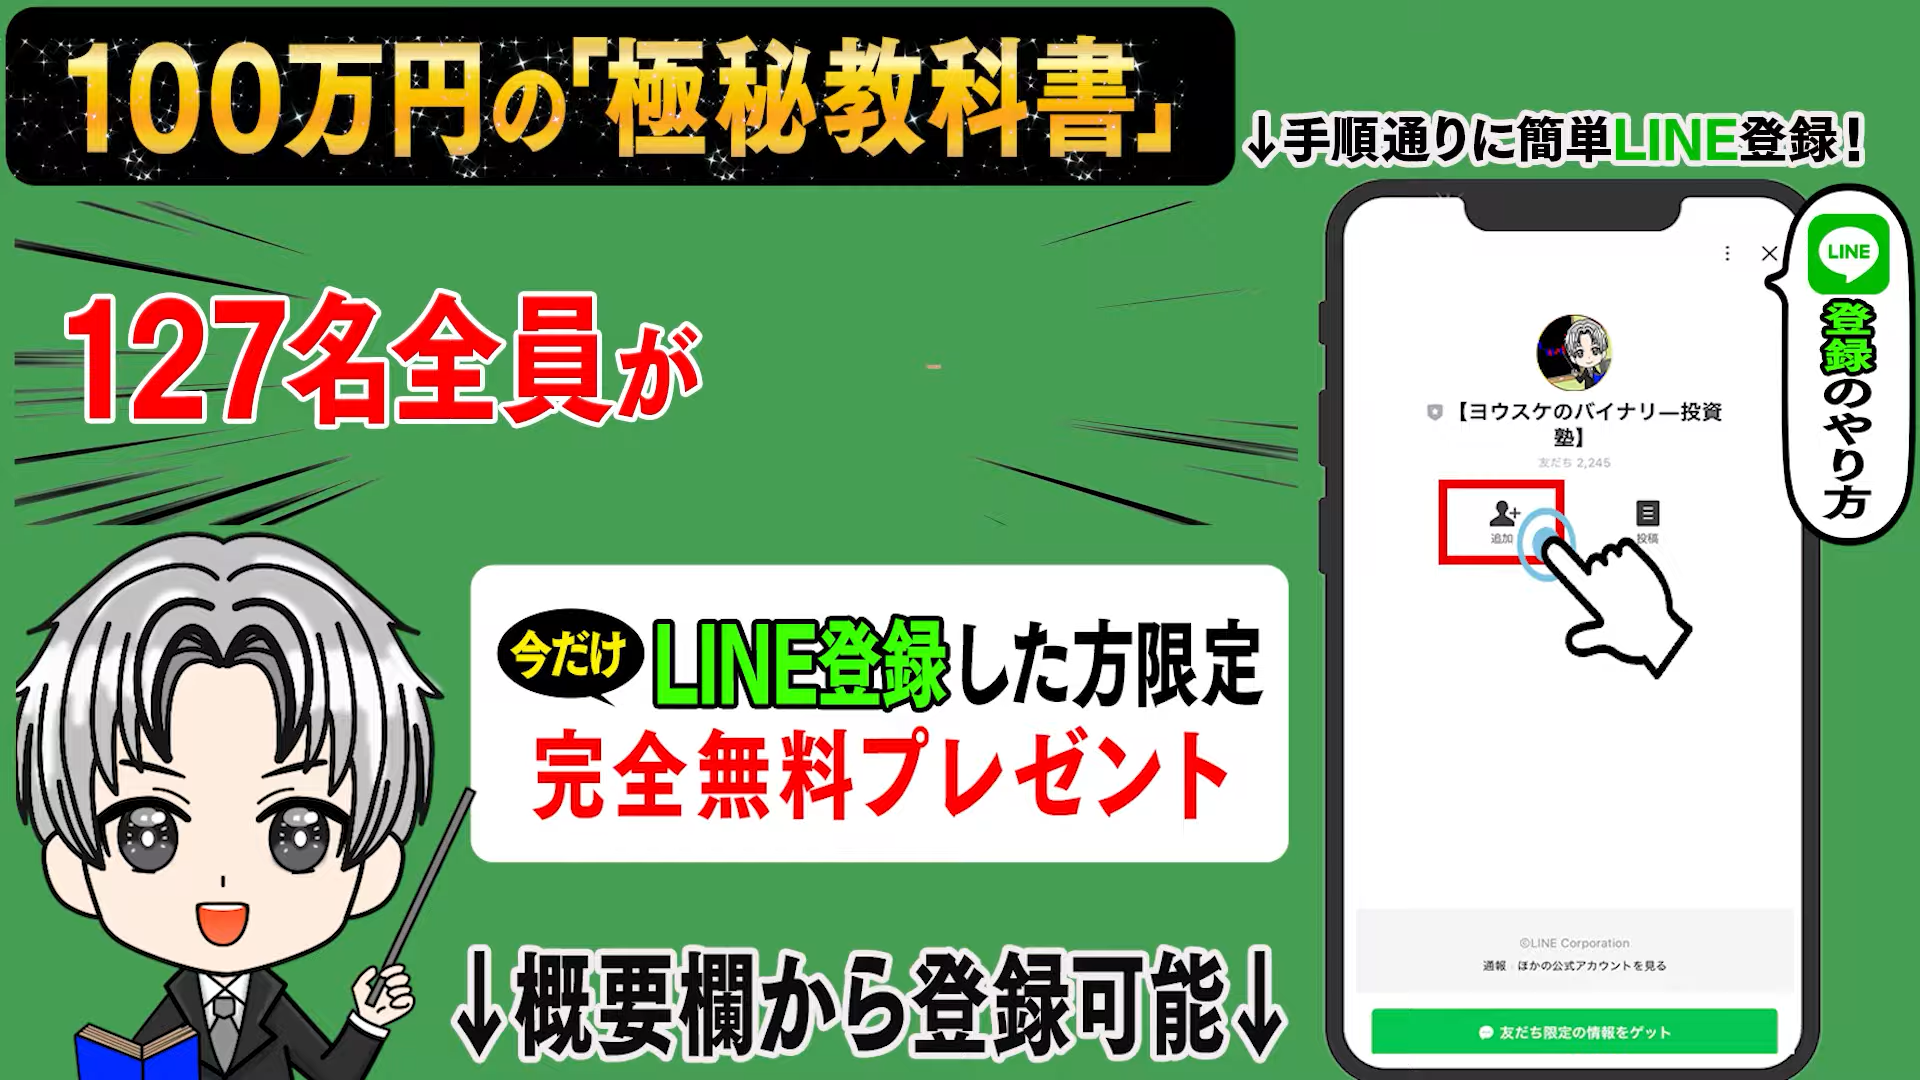 100万円の「極秘教科書」
↓手順通りに簡単LINE登録！
127名全員が
今だけ
LINE登録した方限定
完全無料プレゼント
↓概要欄から登録可能↓
LINE
登録のやり方
【ヨウスケのバイナリー投資
塾】
友だち 2,245
追加
投稿
©LINE Corporation
通報 ほかの公式アカウントを見る
友だち限定の情報をゲット